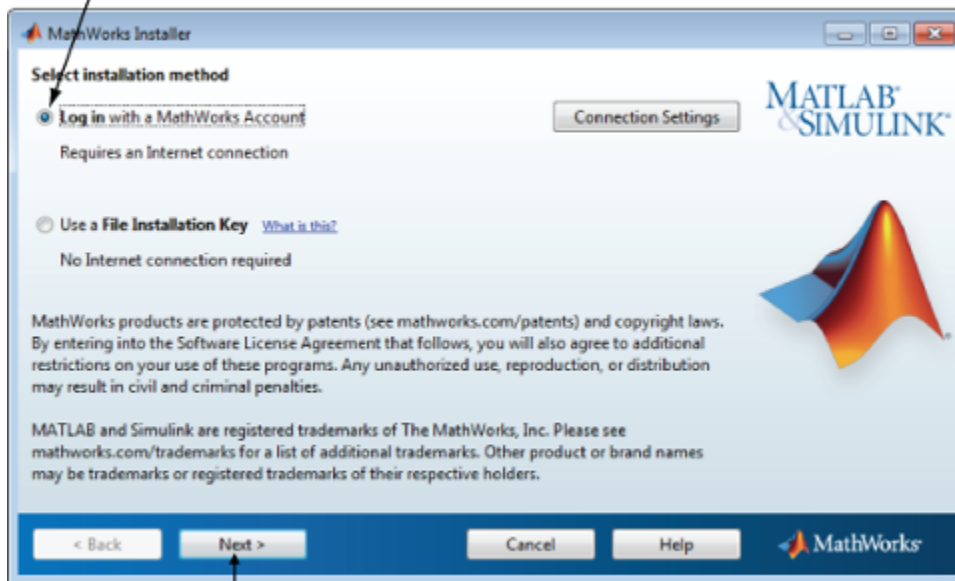 MathWorks Installer
Select installation method
Log in with a MathWorks Account
Connection Settings
MATLAB®
&SIMULINK®
Requires an Internet connection
Use a File Installation Key What is this?
No Internet connection required
MathWorks products are protected by patents (see mathworks.com/patents) and copyright laws.
By entering into the Software License Agreement that follows, you will also agree to additional
restrictions on your use of these programs. Any unauthorized use, reproduction, or distribution
may result in civil and criminal penalties.
MATLAB and Simulink are registered trademarks of The MathWorks, Inc. Please see
mathworks.com/trademarks for a list of additional trademarks. Other product or brand names
may be trademarks or registered trademarks of their respective holders.
< Back
Next >
Cancel
Help
MathWorks®